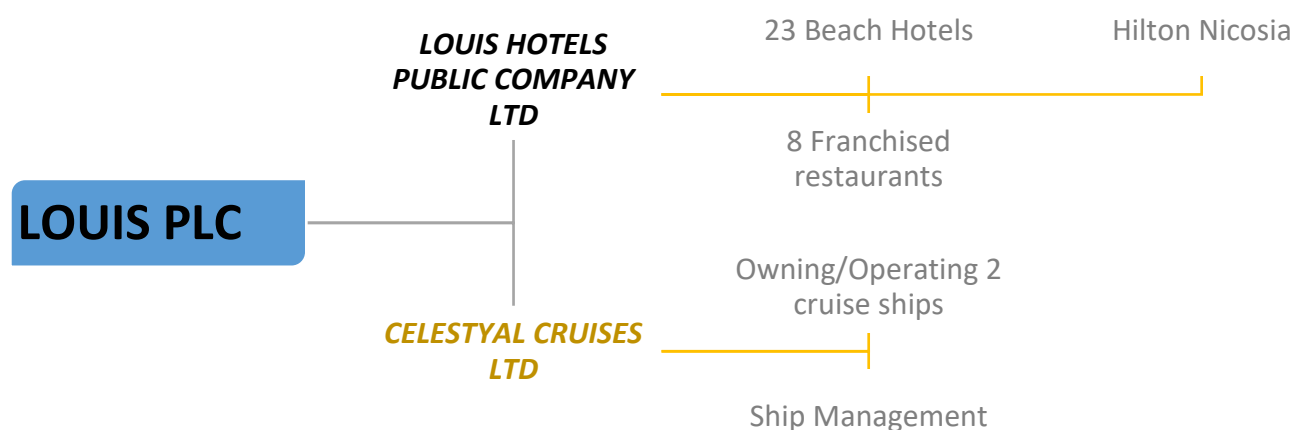 LOUIS PLC
LOUIS HOTELS
PUBLIC COMPANY
LTD
23 Beach Hotels
Hilton Nicosia
8 Franchised
restaurants
CELESTYAL CRUISES
LTD
Owning/Operating 2
cruise ships
Ship Management